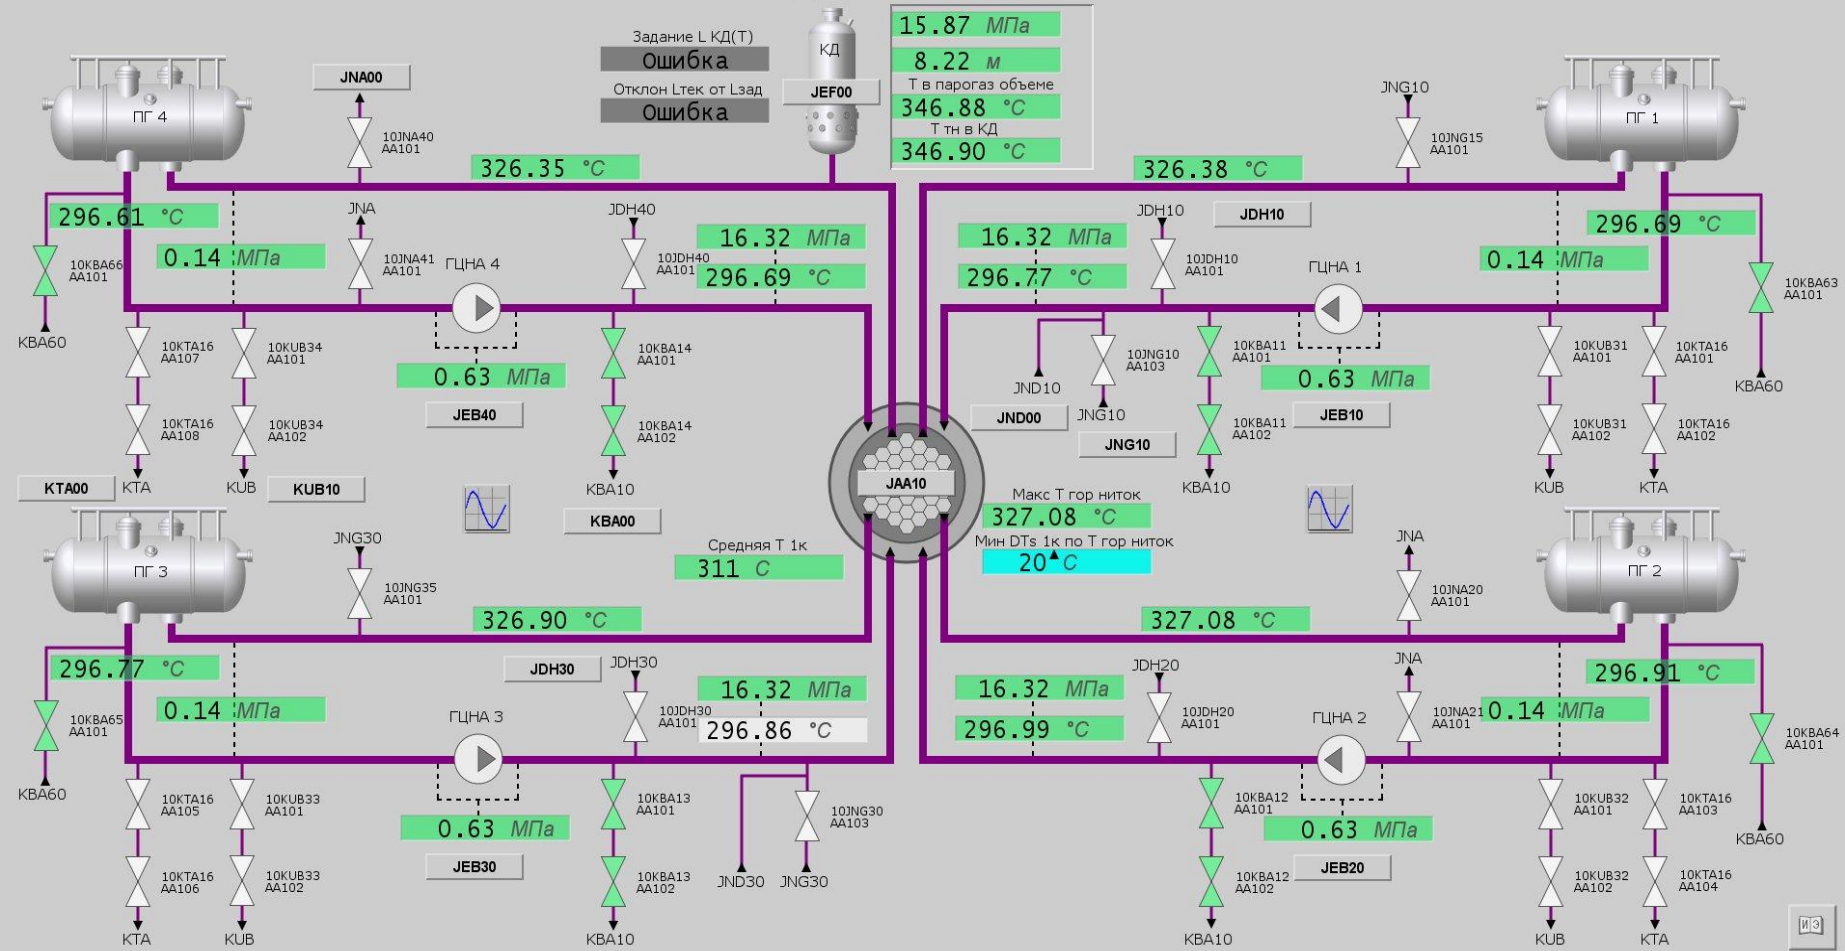 Задание L КД(Т)
Ошибка
Отклон Lтек от Lзад
Ошибка
КД
JEF00
15.87 МПа
8.22 м
Т в парогаз объеме
346.88 °C
Т тн в КД
346.90 °C
ПГ 4
JNA00
10JNA40
AA101
326.35 °C
296.61 °C
0.14 МПа
10KBA66
AA101
KBA60
JNA
10JNA41
AA101
ГЦНА 4
JDH40
10JDH40
AA101
16.32 МПа
296.69 °C
10KTA16
AA107
10KUB34
AA101
0.63 МПа
JEB40
10KBA14
AA101
10KTA16
AA108
10KUB34
AA102
10KBA14
AA102
KTA00
KTA
KUB
KUB10
KBA10
KBA00
ПГ 1
JNG10
10JNG15
AA101
326.38 °C
JDH10
JDH10
10JDH10
AA101
16.32 МПа
296.77 °C
ГЦНА 1
296.69 °C
0.14 МПа
10KBA63
AA101
KBA60
JND10
10JNG10
AA103
JNG10
JND00
JNG10
10KBA11
AA101
10KBA11
AA102
KBA10
0.63 МПа
JEB10
10KUB31
AA101
10KTA16
AA101
10KUB31
AA102
10KTA16
AA102
KUB
KTA
JAA10
Макс Т гор ниток
327.08 °C
Мин DTs 1к по Т гор ниток
20 C
Средняя Т 1к
311 C
ПГ 3
JNG30
10JNG35
AA101
326.90 °C
296.77 °C
0.14 МПа
10KBA65
AA101
KBA60
ГЦНА 3
JDH30
JDH30
10JDH30
AA101
16.32 МПа
296.86 °C
10KTA16
AA105
10KUB33
AA101
0.63 МПа
JEB30
10KBA13
AA101
10JNG30
AA103
10KTA16
AA106
10KUB33
AA102
10KBA13
AA102
JND30
JNG30
KTA
KUB
KBA10
ПГ 2
JNA
10JNA20
AA101
327.08 °C
JDH20
10JDH20
AA101
16.32 МПа
296.99 °C
ГЦНА 2
JNA
10JNA21
AA101
296.91 °C
0.14 МПа
10KBA64
AA101
KBA60
10KBA12
AA101
0.63 МПа
JEB20
10KUB32
AA101
10KTA16
AA103
10KBA12
AA102
10KUB32
AA102
10KTA16
AA104
KBA10
KUB
KTA
ИЭ